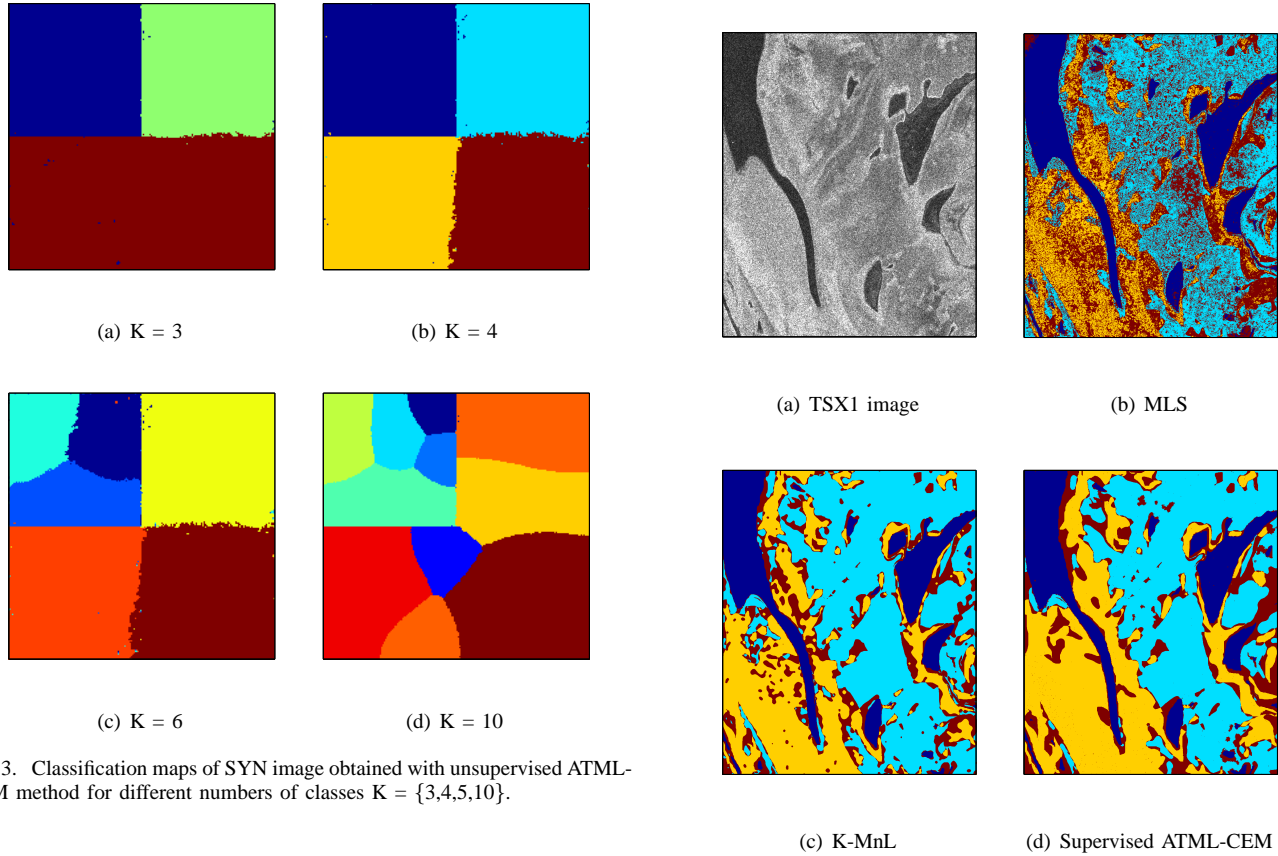 (a) K = 3
(b) K = 4
(c) K = 6
(d) K = 10
3. Classification maps of SYN image obtained with unsupervised ATML-
M method for different numbers of classes K = {3,4,5,10}.
(a) TSX1 image
(b) MLS
(c) K-MnL
(d) Supervised ATML-CEM